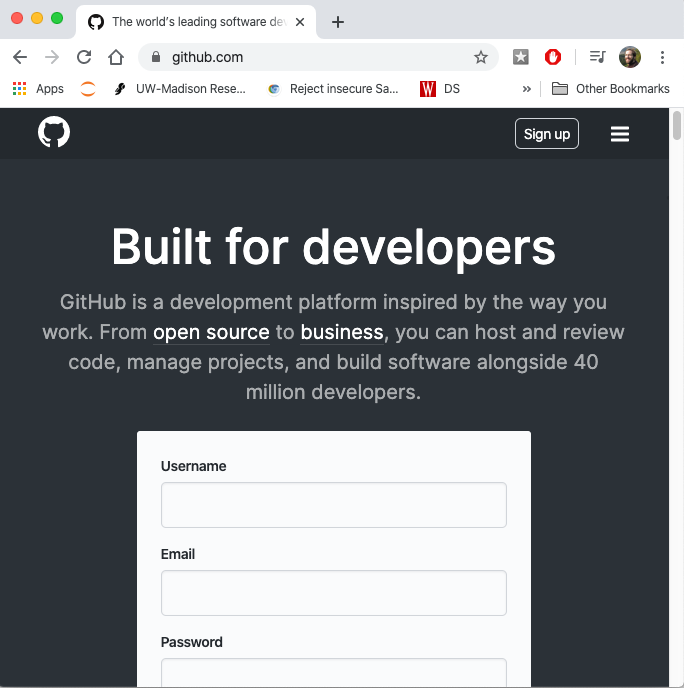 The world's leading software dev
github.com
Apps
UW-Madison Rese...
Reject insecure Sa...
W
DS
»
Other Bookmarks
Sign up
Built for developers
GitHub is a development platform inspired by the way you
work. From open source to business, you can host and review
code, manage projects, and build software alongside 40
million developers.
Username
Email
Password